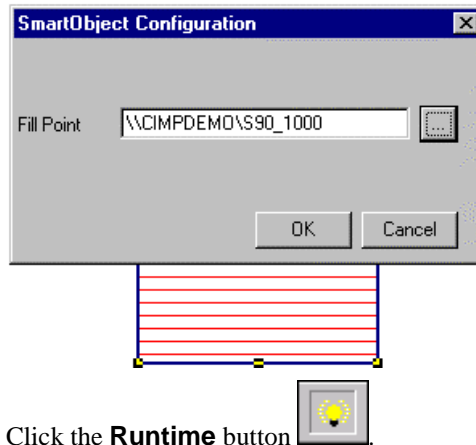 SmartObject Configuration
Fill Point \\CIMPDEMO\S90_1000 ...
OK Cancel
Click the Runtime button .